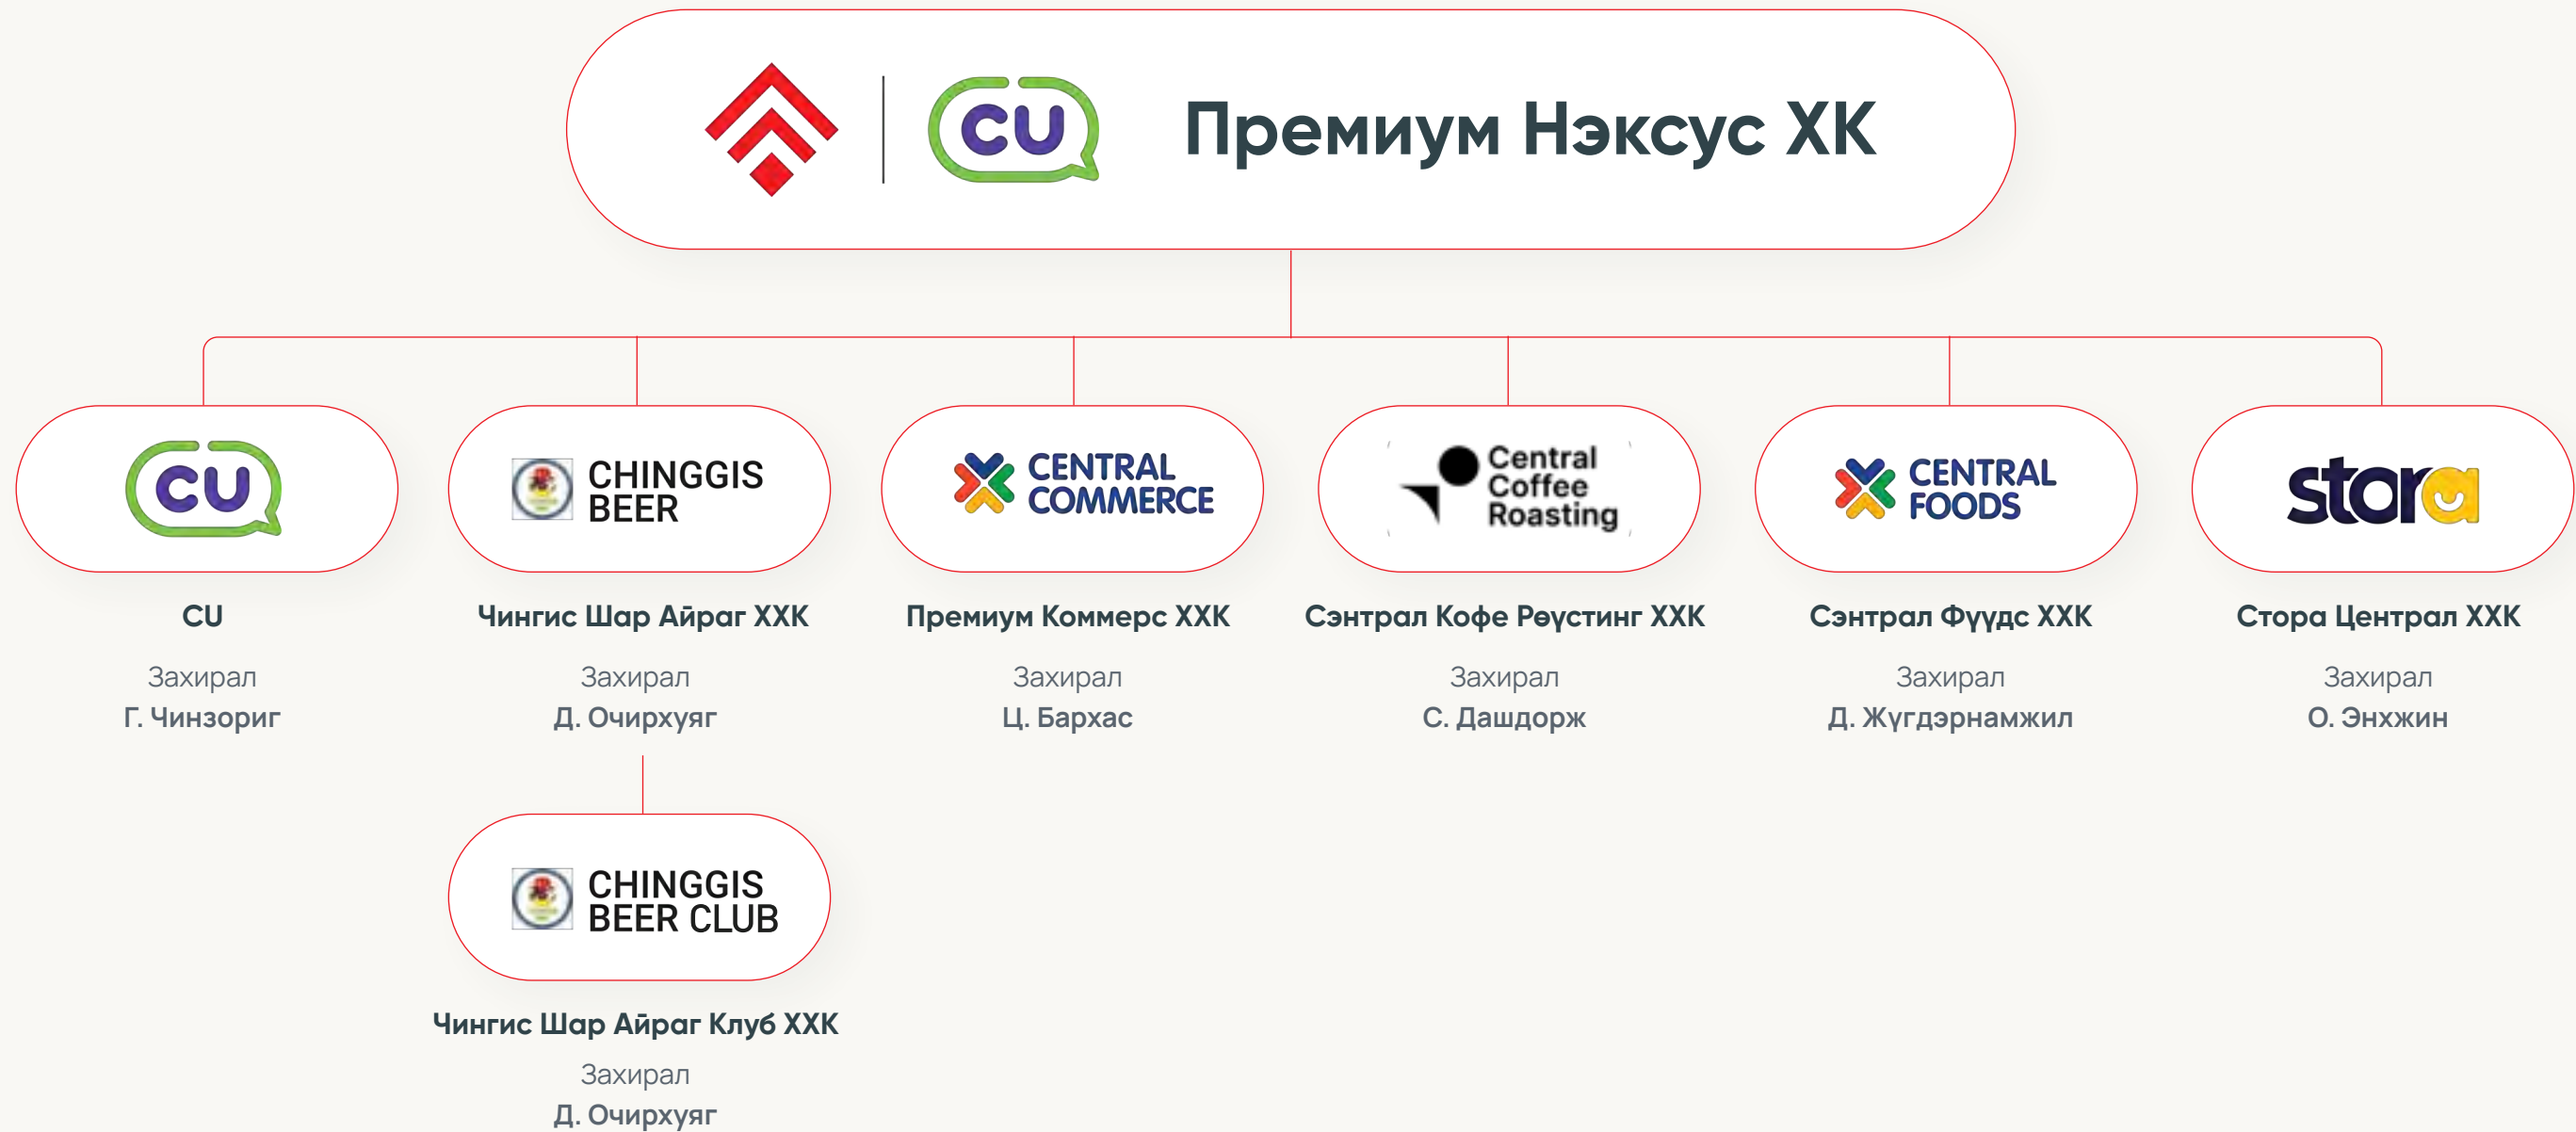 CU
Премиум Нэксус ХК
CU
CHINGGIS
BEER
CENTRAL
COMMERCE
Central
Coffee
Roasting
CENTRAL
FOODS
stora
CU
Захирал
Г. Чинзориг
Чингис Шар Айраг ХХК
Захирал
Д. Очирхуяг
Премиум Коммерс ХХК
Захирал
Ц. Бархас
Сэнтрал Кофе Рөүстинг ХХК
Захирал
С. Дашдорж
Сэнтрал Фүүдс ХХК
Захирал
Д. Жүгдэрнамжил
Стора Централ ХХК
Захирал
О. Энхжин
CHINGGIS
BEER CLUB
Чингис Шар Айраг Клуб ХХК
Захирал
Д. Очирхуяг